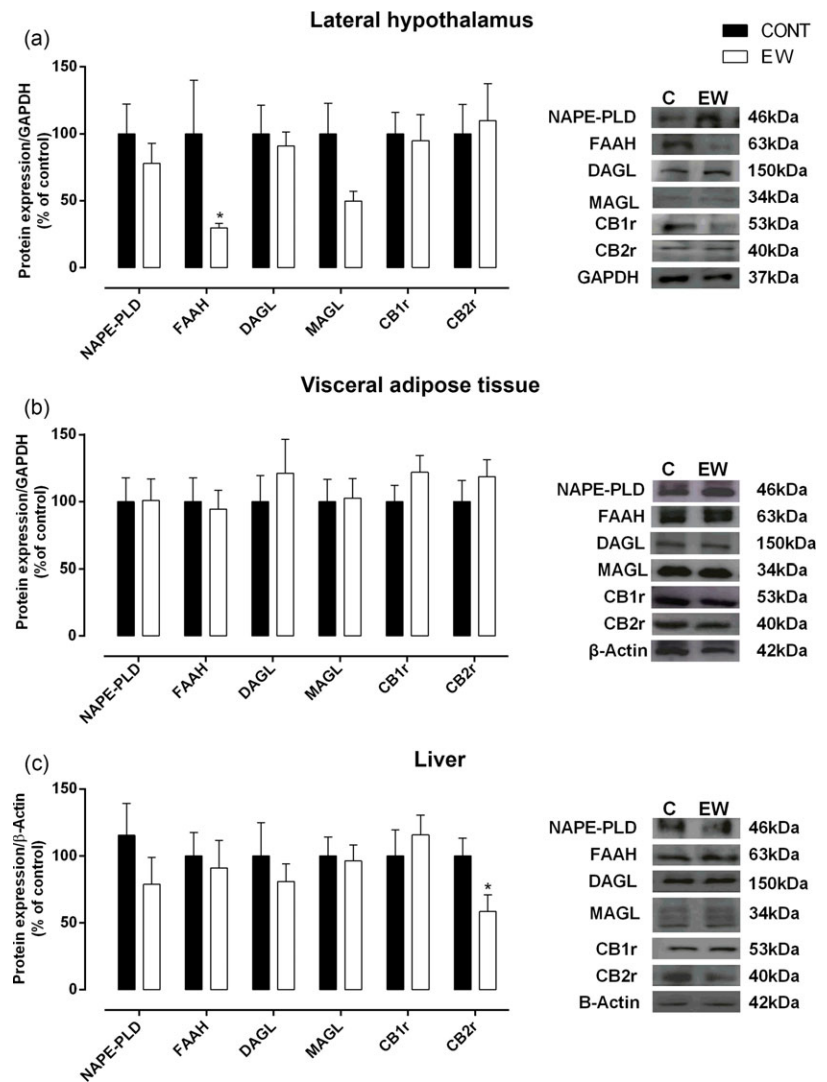 Lateral hypothalamus
(a)
CONT
EW
Protein expression/GAPDH
(% of control)
150
100
50
0
*
NAPE-PLD
FAAH
DAGL
MAGL
CB1r
CB2r
C EW
NAPE-PLD 46kDa
FAAH 63kDa
DAGL 150kDa
MAGL 34kDa
CB1r 53kDa
CB2r 40kDa
GAPDH 37kDa
Visceral adipose tissue
(b)
Protein expression/GAPDH
(%of control)
150
100
50
0
NAPE-PLD
FAAH
DAGL
MAGL
CB1r
CB2r
C EW
NAPE-PLD 46kDa
FAAH 63kDa
DAGL 150kDa
MAGL 34kDa
CB1r 53kDa
CB2r 40kDa
β-Actin 42kDa
Liver
(c)
Protein expression/β-Actin
(% of control)
150
100
50
0
*
NAPE-PLD
FAAH
DAGL
MAGL
CB1r
CB2r
C EW
NAPE-PLD 46kDa
FAAH 63kDa
DAGL 150kDa
MAGL 34kDa
CB1r 53kDa
CB2r 40kDa
B-Actin 42kDa